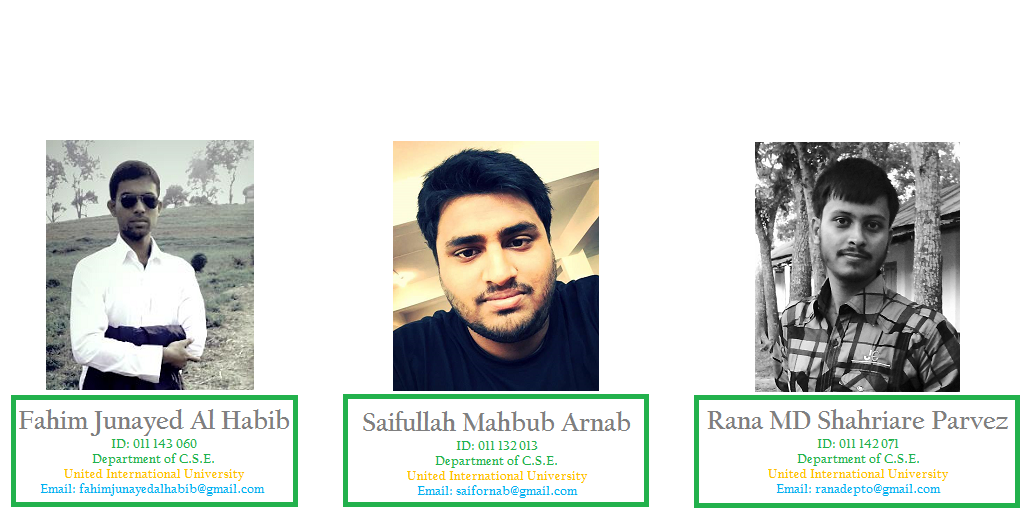 Fahim Junayed Al Habib
ID: 011 143 060
Department of C.S.E.
United International University
Email: fahimjunayedalhabib@gmail.com
Saifullah Mahbub Arnab
ID: 011 132 013
Department of C.S.E.
United International University
Email: saifornab@gmail.com
Rana MD Shahriare Parvez
ID: 011 142 071
Department of C.S.E.
United International University
Email: ranadepto@gmail.com